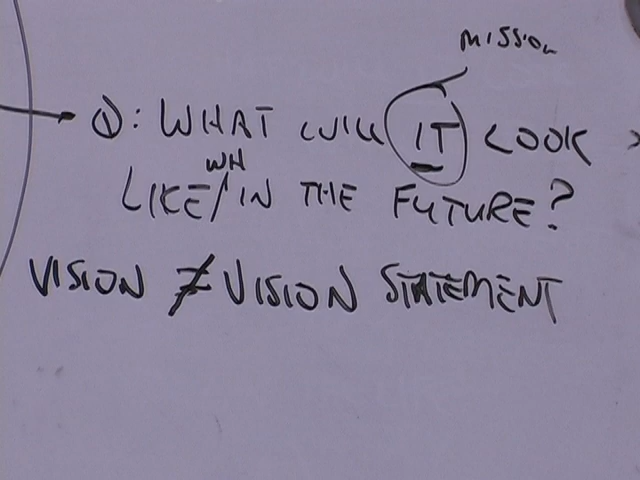 MISSION
①: WHAT WILL IT LOOK
WH
LIKE/IN THE FUTURE?
VISION ≠ VISION STATEMENT